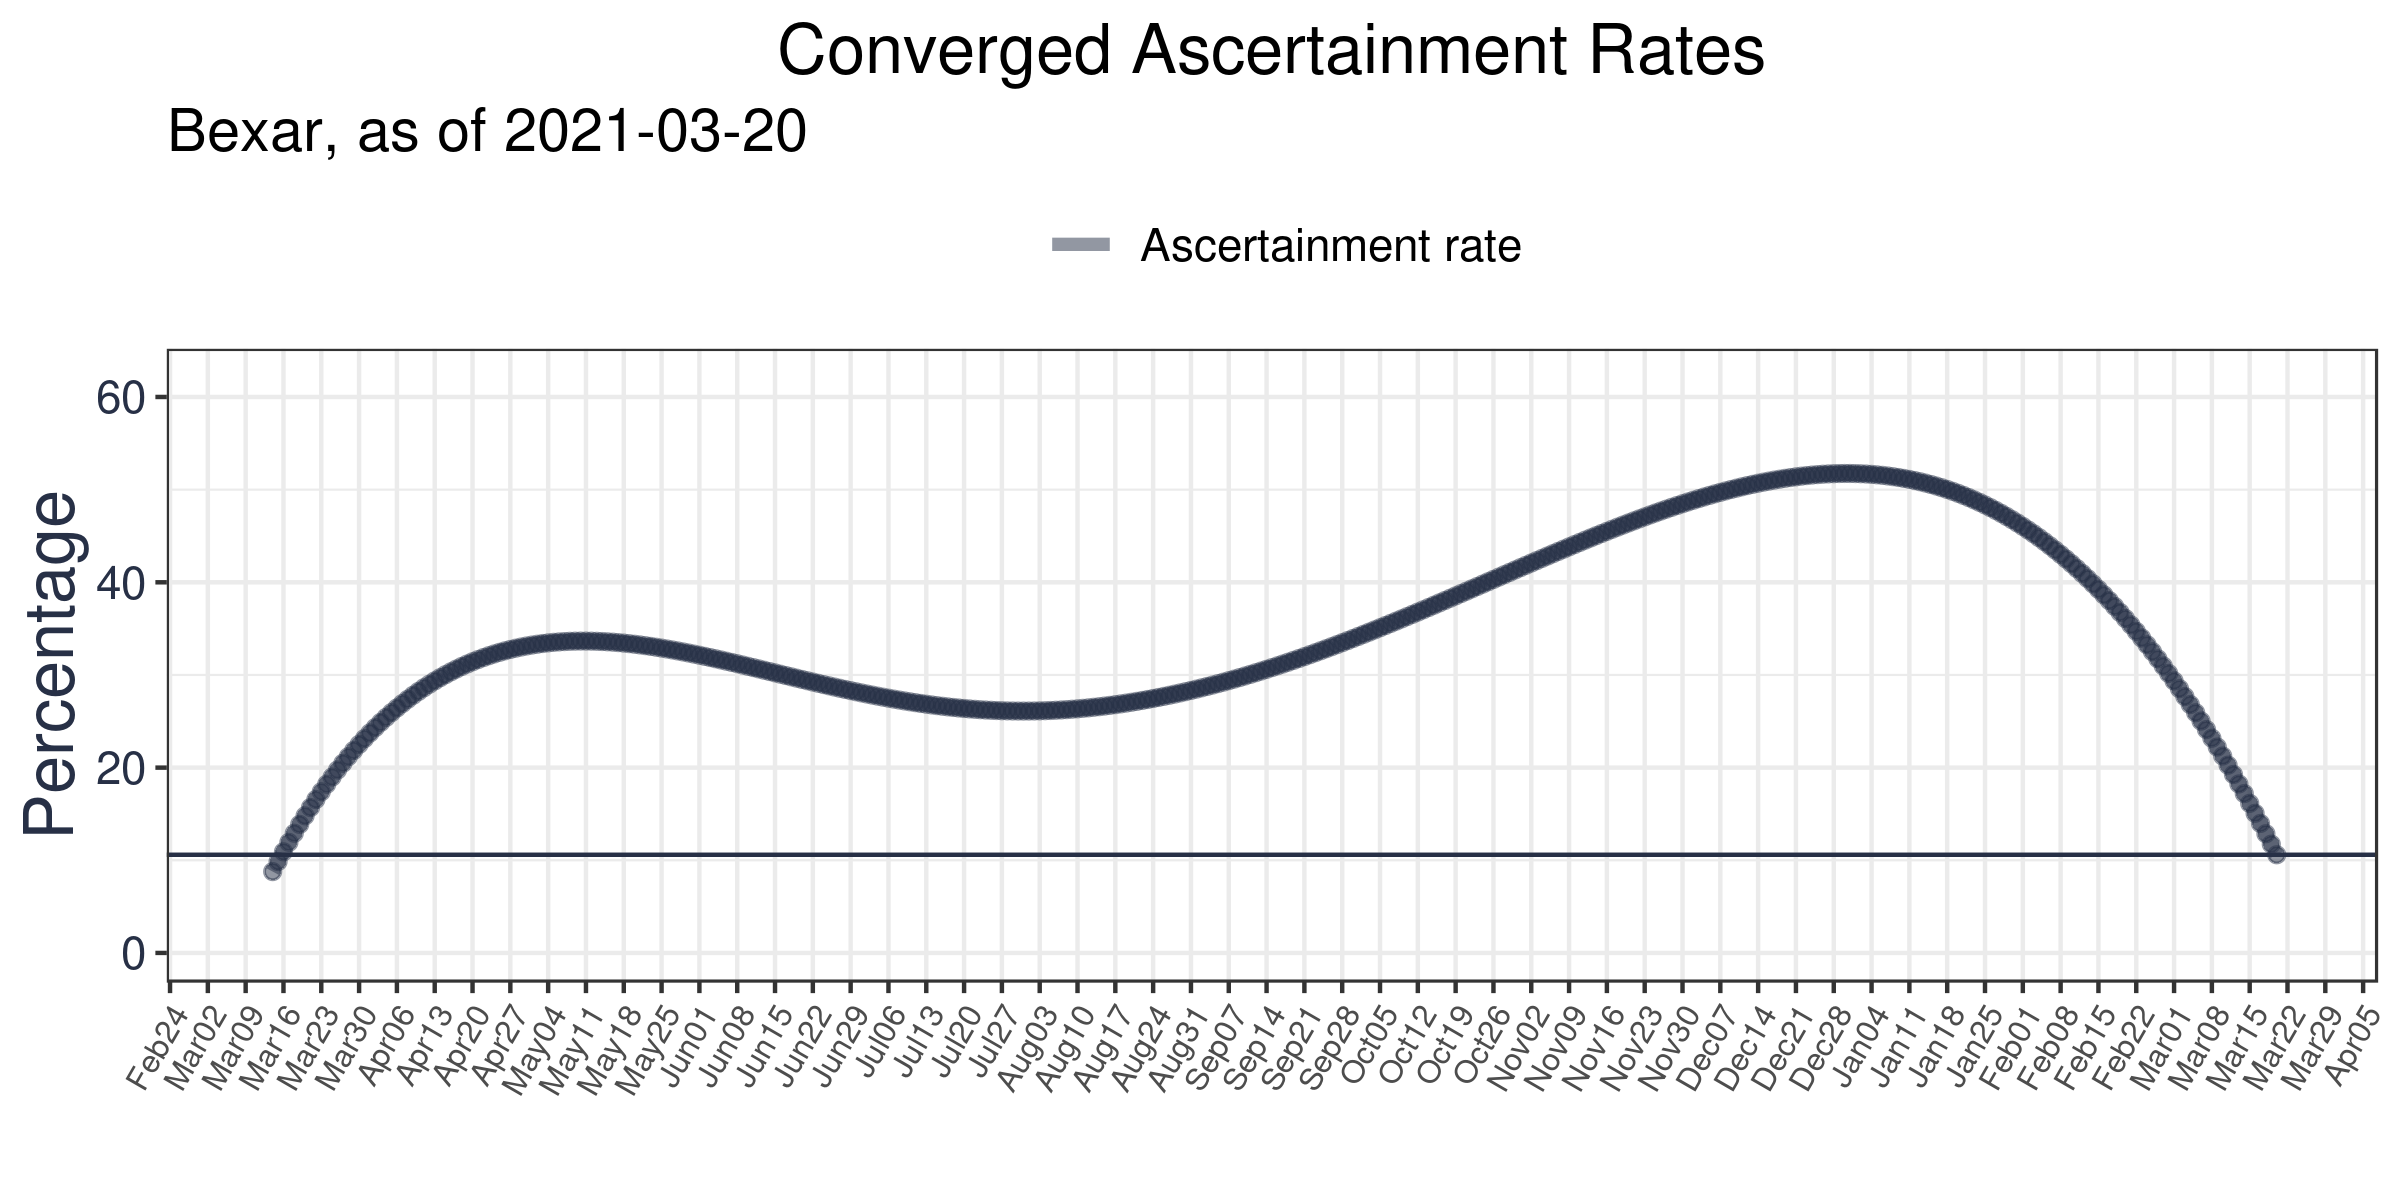 Converged Ascertainment Rates
Bexar, as of 2021-03-20
Ascertainment rate
Percentage
60
40
20
0
Feb24 Mar02 Mar09 Mar16 Mar23 Mar30 Apr06 Apr13 Apr20 Apr27 May04 May11 May18 May25 Jun01 Jun08 Jun15 Jun22 Jun29 Jul06 Jul13 Jul20 Jul27 Aug03 Aug10 Aug17 Aug24 Aug31 Sep07 Sep14 Sep21 Sep28 Oct05 Oct12 Oct19 Oct26 Nov02 Nov09 Nov16 Nov23 Nov30 Dec07 Dec14 Dec21 Dec28 Jan04 Jan11 Jan18 Jan25 Feb01 Feb08 Feb15 Feb22 Mar01 Mar08 Mar15 Mar22 Mar29 Apr05